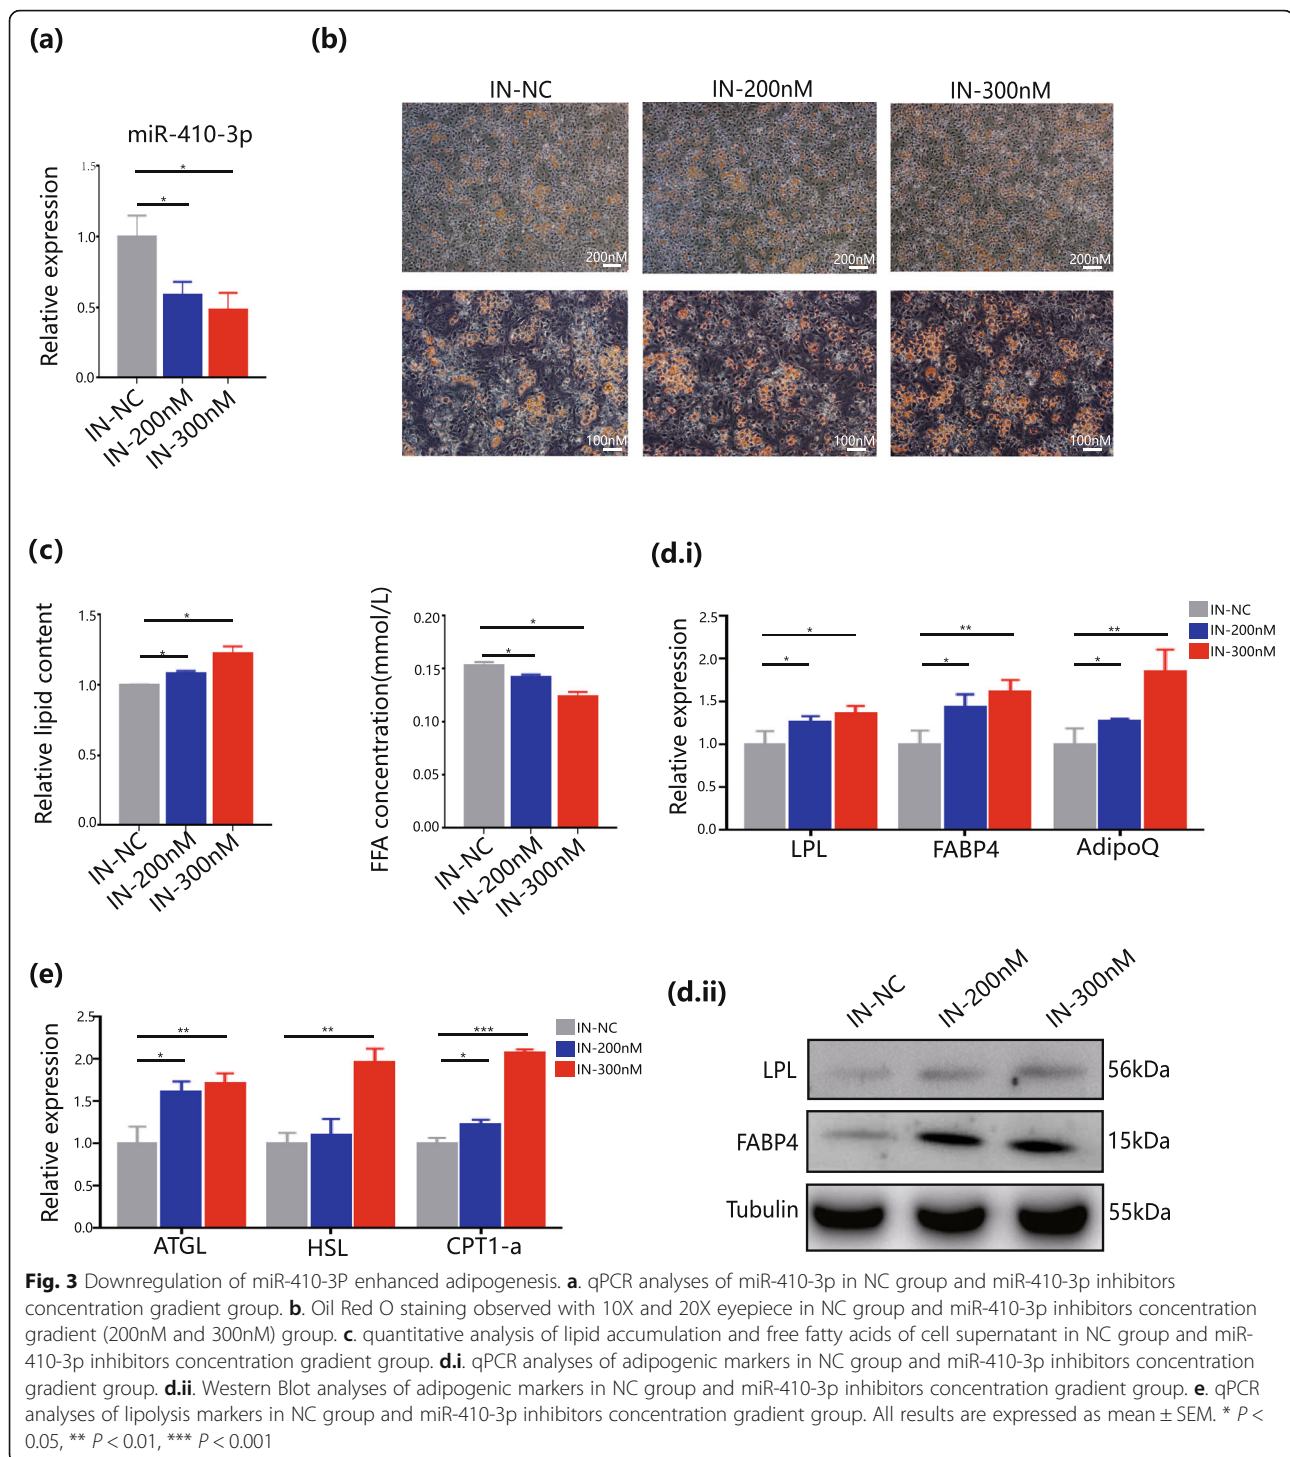 (a)
miR-410-3p
Relative expression
1.5
1.0
0.5
0.0
*
*
IN-NC
IN-200nM
IN-300nM
(b)
IN-NC IN-200nM IN-300nM
200nM 200nM 200nM
100nM 100nM 100nM
(c)
Relative lipid content
1.5
1.0
0.5
0.0
*
*
IN-NC
IN-200nM
IN-300nM
FFA concentration(mmol/L)
0.20
0.15
0.10
0.05
0.00
*
*
IN-NC
IN-200nM
IN-300nM
(d.i)
Relative expression
2.5
2.0
1.5
1.0
0.5
0.0
* ** **
* * *
LPL FABP4 AdipoQ
IN-NC
IN-200nM
IN-300nM
(e)
Relative expression
2.5
2.0
1.5
1.0
0.5
0.0
** ** ***
* *
ATGL HSL CPT1-a
IN-NC
IN-200nM
IN-300nM
(d.ii)
IN-NC IN-200nM IN-300nM
LPL 56kDa
FABP4 15kDa
Tubulin 55kDa
Fig. 3 Downregulation of miR-410-3P enhanced adipogenesis. a. qPCR analyses of miR-410-3p in NC group and miR-410-3p inhibitors
concentration gradient group. b. Oil Red O staining observed with 10X and 20X eyepiece in NC group and miR-410-3p inhibitors concentration
gradient (200nM and 300nM) group. c. quantitative analysis of lipid accumulation and free fatty acids of cell supernatant in NC group and miR-
410-3p inhibitors concentration gradient group. d.i. qPCR analyses of adipogenic markers in NC group and miR-410-3p inhibitors concentration
gradient group. d.ii. Western Blot analyses of adipogenic markers in NC group and miR-410-3p inhibitors concentration gradient group. e. qPCR
analyses of lipolysis markers in NC group and miR-410-3p inhibitors concentration gradient group. All results are expressed as mean ± SEM. * P <
0.05, ** P < 0.01, *** P < 0.001